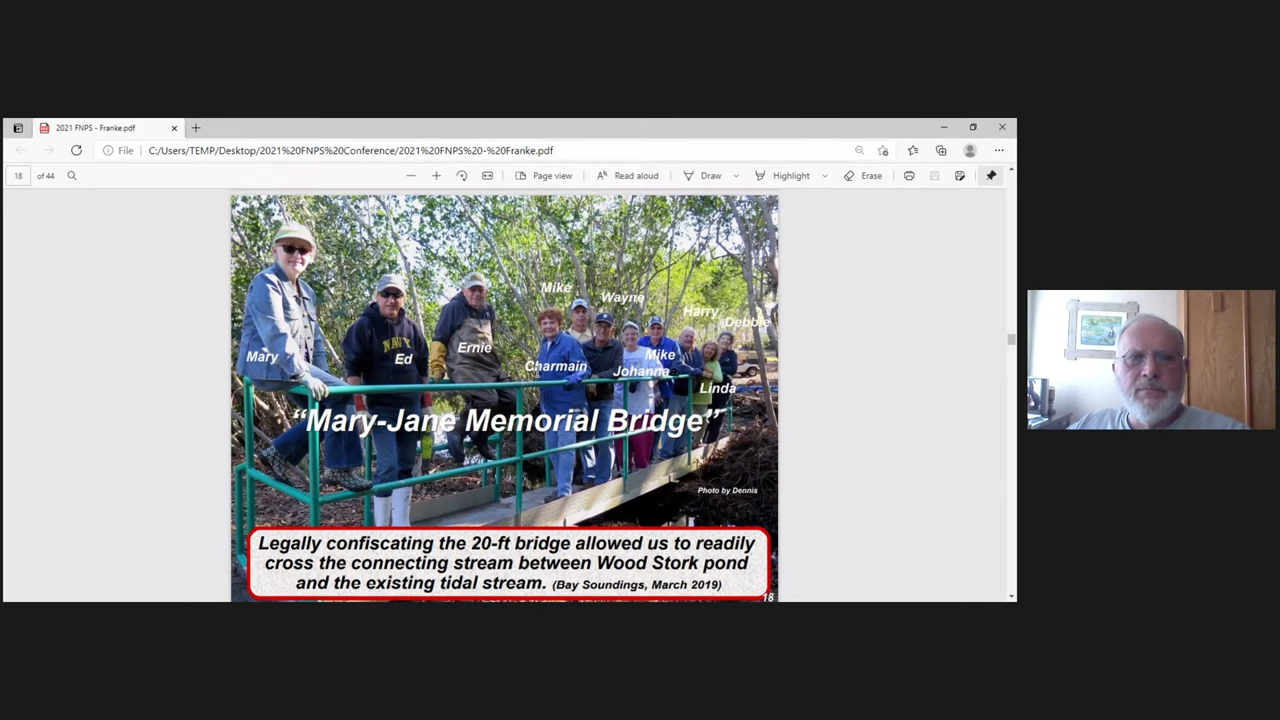 2021 FNPS - Franke.pdf
File C:/Users/TEMP/Desktop/2021%20FNPS%20Conference/2021%20FNPS%20-%20Franke.pdf
18 of 44 Page view Read aloud Draw Highlight Erase
Mike
Wayne
Harry
Debbie
Mary
Ed
Ernie
Charmain
Mike
Johanna
Linda
NAVY
“Mary-Jane Memorial Bridge”
Photo by Dennis
Legally confiscating the 20-ft bridge allowed us to readily
cross the connecting stream between Wood Stork pond
and the existing tidal stream. (Bay Soundings, March 2019)
18